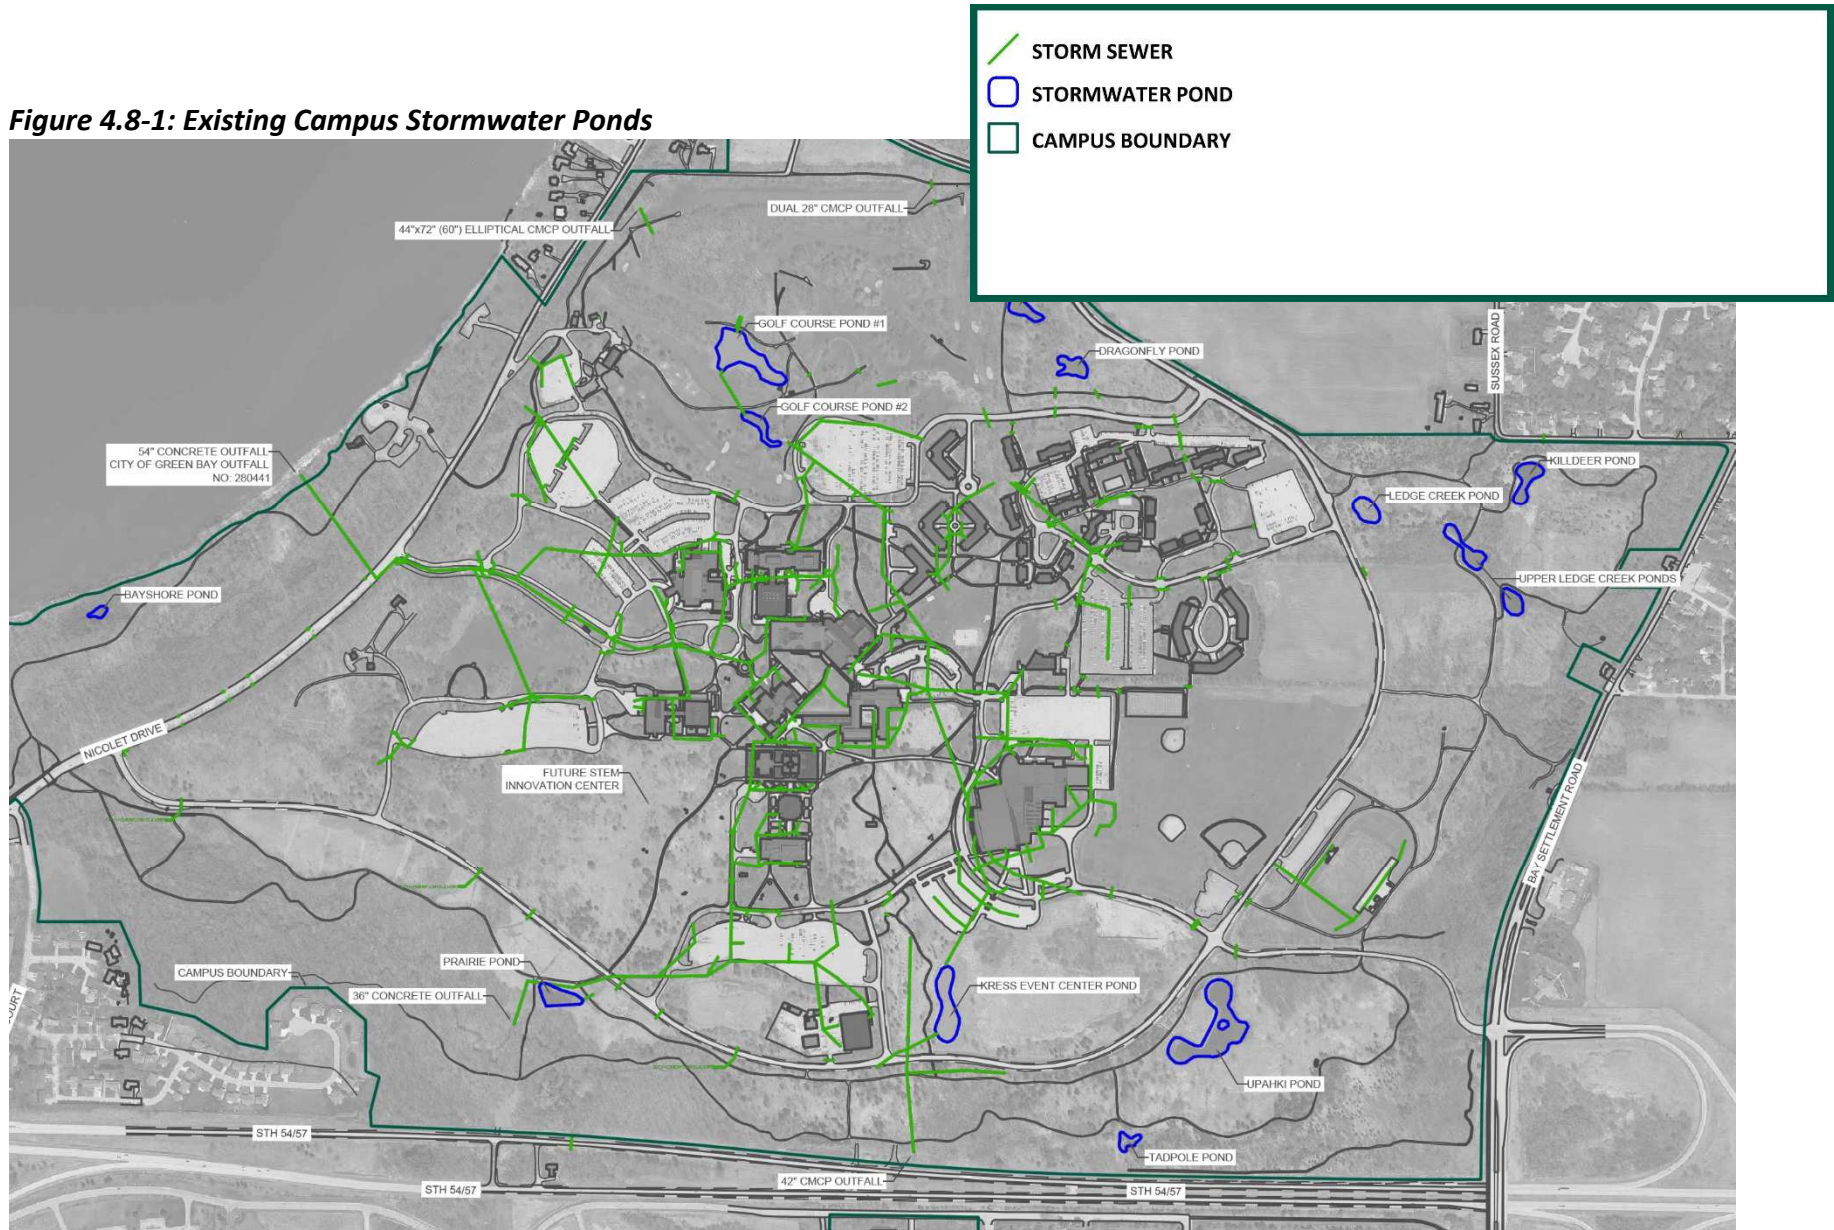 STORM SEWER
STORMWATER POND
CAMPUS BOUNDARY
Figure 4.8-1: Existing Campus Stormwater Ponds
DUAL 28" CMCP OUTFALL
44"x72" (60") ELLIPTICAL CMCP OUTFALL
GOLF COURSE POND #1
DRAGONFLY POND
SUSSEX ROAD
GOLF COURSE POND #2
54" CONCRETE OUTFALL
CITY OF GREEN BAY OUTFALL
NO: 280441
KILLDEER POND
LEDGE CREEK POND
UPPER LEDGE CREEK PONDS
BAYSHORE POND
NICOLET DRIVE
FUTURE STEM
INNOVATION CENTER
BAY SETTLEMENT ROAD
PRAIRIE POND
CAMPUS BOUNDARY
36" CONCRETE OUTFALL
KRESS EVENT CENTER POND
COURT
UPAHKI POND
STH 54/57
TADPOLE POND
42" CMCP OUTFALL
STH 54/57
STH 54/57